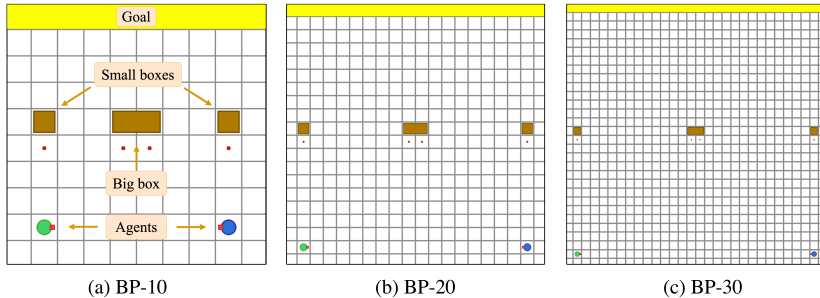 Goal
Small boxes
Big box
Agents
(a) BP-10
(b) BP-20
(c) BP-30